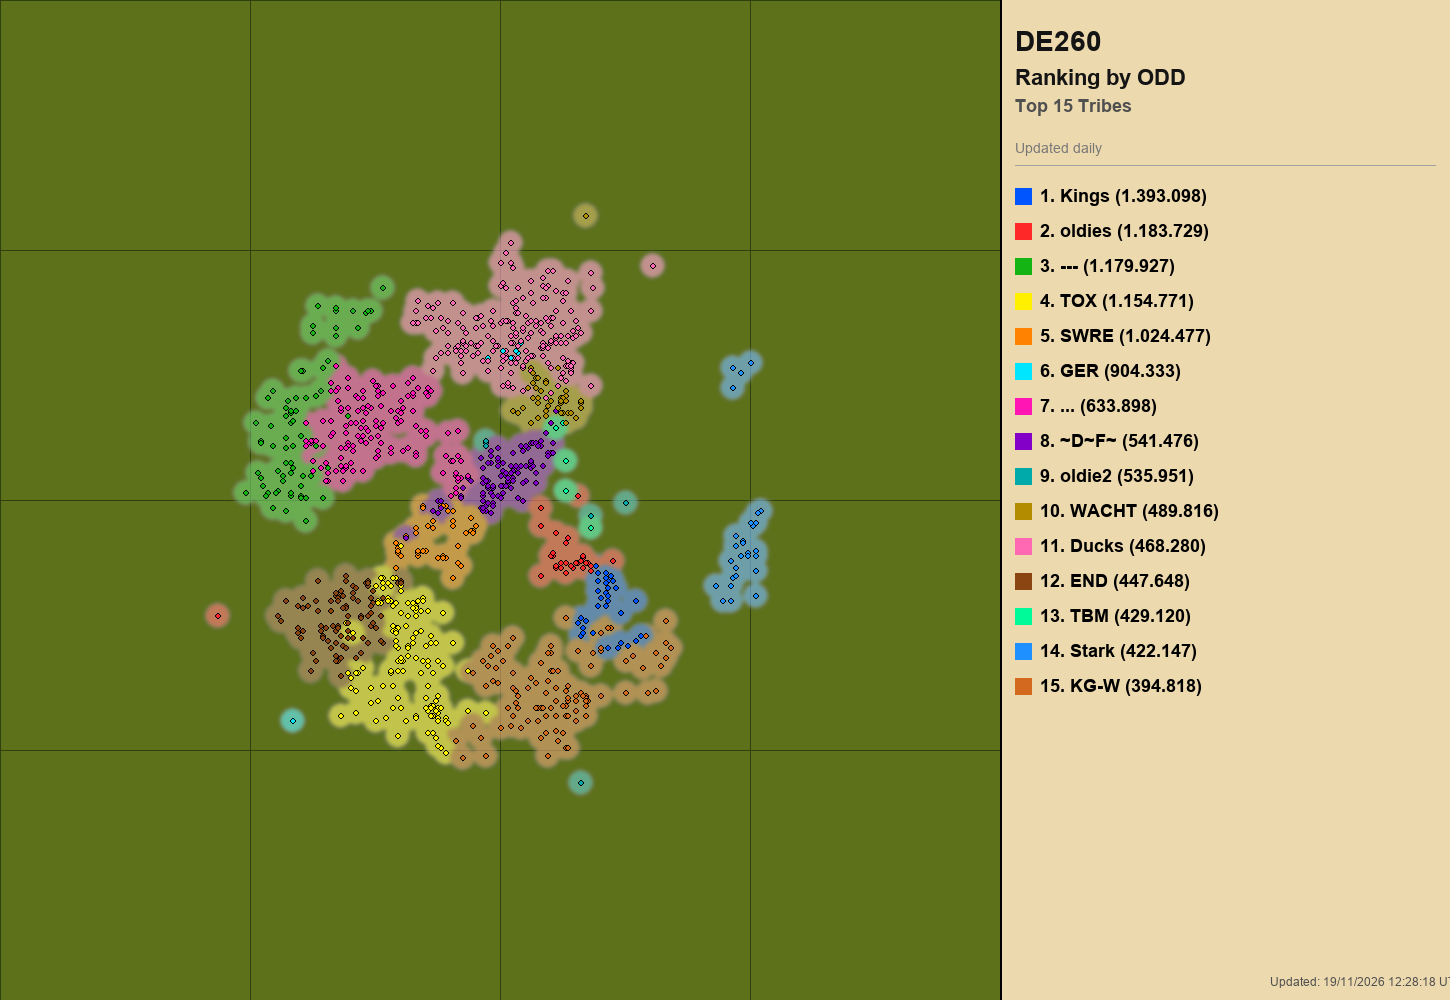 DE260
Ranking by ODD
Top 15 Tribes
Updated daily
1. Kings (1.393.098)
2. oldies (1.183.729)
3. --- (1.179.927)
4. TOX (1.154.771)
5. SWRE (1.024.477)
6. GER (904.333)
7. ... (633.898)
8. ~D~F~ (541.476)
9. oldie2 (535.951)
10. WACHT (489.816)
11. Ducks (468.280)
12. END (447.648)
13. TBM (429.120)
14. Stark (422.147)
15. KG-W (394.818)
Updated: 19/11/2026 12:28:18